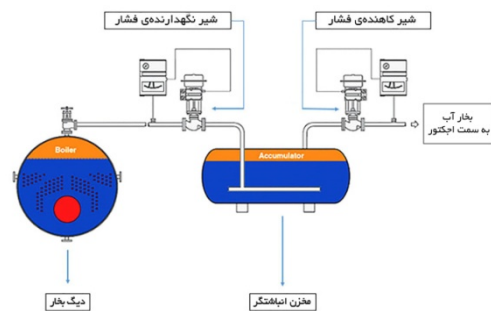 شیر نگهدارنده‌ی فشار
شیر کاهنده‌ی فشار
بخار آب
به سمت اجکتور
Boiler
Accumulator
دیگ بخار
مخزن انباشتگر